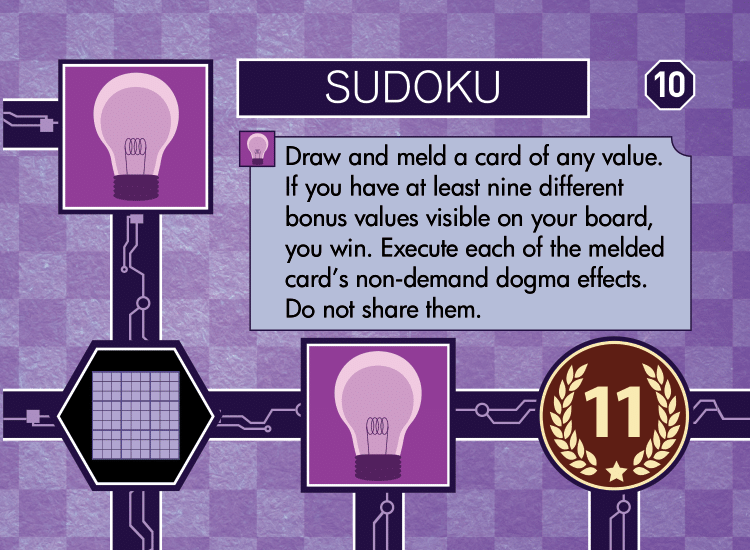 SUDOKU
10
Draw and meld a card of any value.
If you have at least nine different
bonus values visible on your board,
you win. Execute each of the melded
card's non-demand dogma effects.
Do not share them.
11